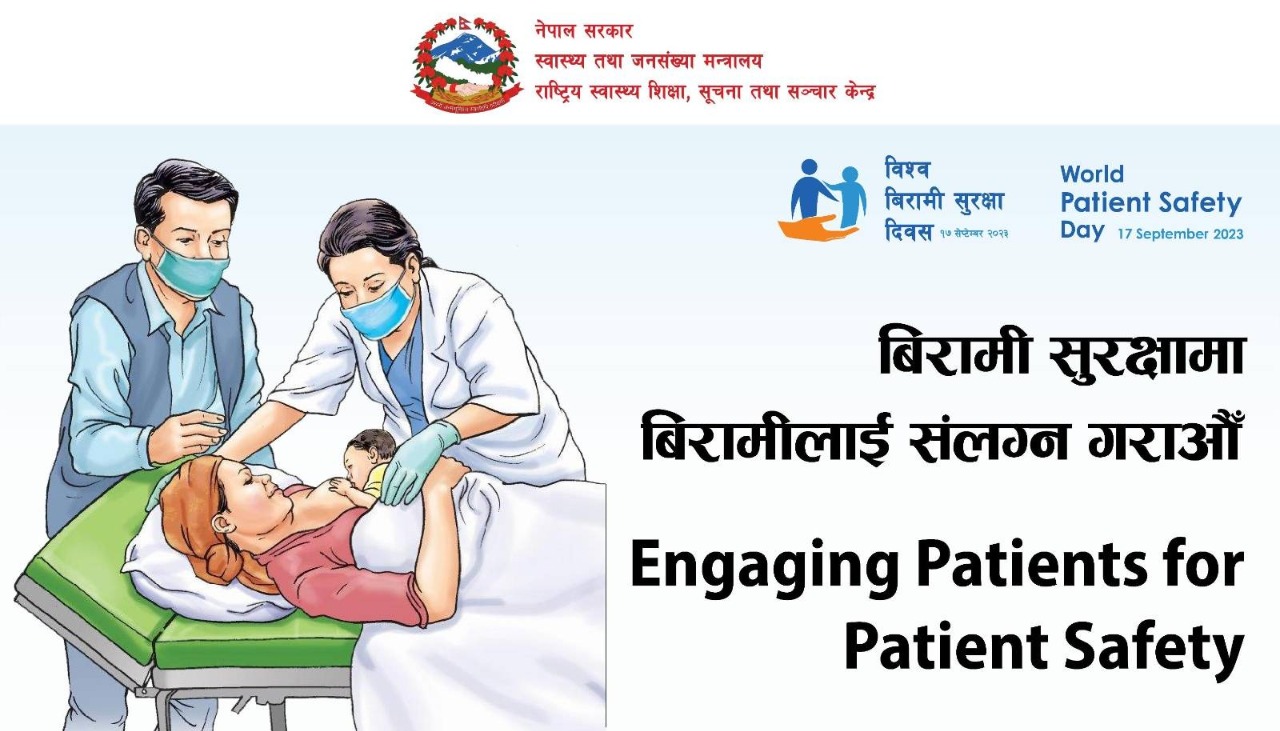 नेपाल सरकार
स्वास्थ्य तथा जनसंख्या मन्त्रालय
राष्ट्रिय स्वास्थ्य शिक्षा, सूचना तथा सञ्चार केन्द्र
विश्व
बिरामी सुरक्षा
दिवस १७ सेप्टेम्बर २०२३
World
Patient Safety
Day 17 September 2023
बिरामी सुरक्षामा
बिरामीलाई संलग्न गराऔँ
Engaging Patients for
Patient Safety